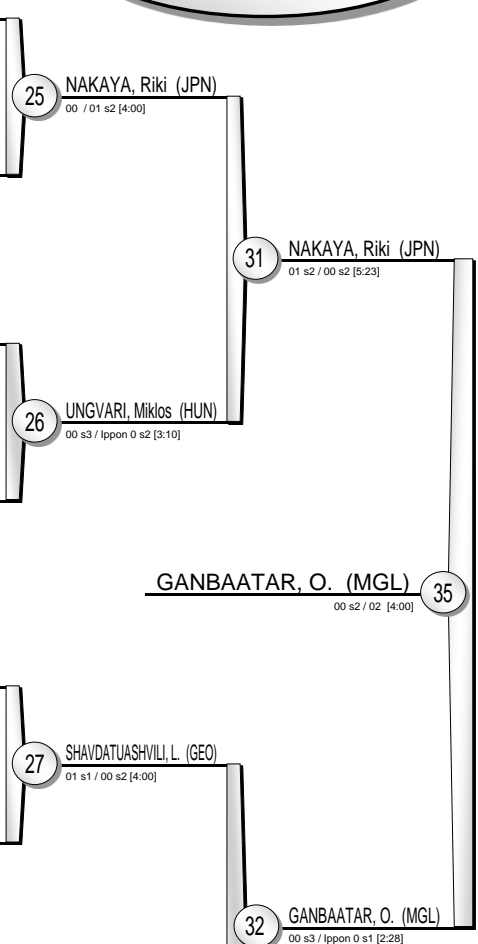 25
NAKAYA, Riki (JPN)
00 / 01 s2 [4:00]
31
NAKAYA, Riki (JPN)
01 s2 / 00 s2 [5:23]
26
UNGVARI, Miklos (HUN)
00 s3 / Ippon 0 s2 [3:10]
GANBAATAR, O. (MGL)
35
00 s2 / 02 [4:00]
27
SHAVDATUASHVILI, L. (GEO)
01 s1 / 00 s2 [4:00]
32
GANBAATAR, O. (MGL)
00 s3 / Ippon 0 s1 [2:28]